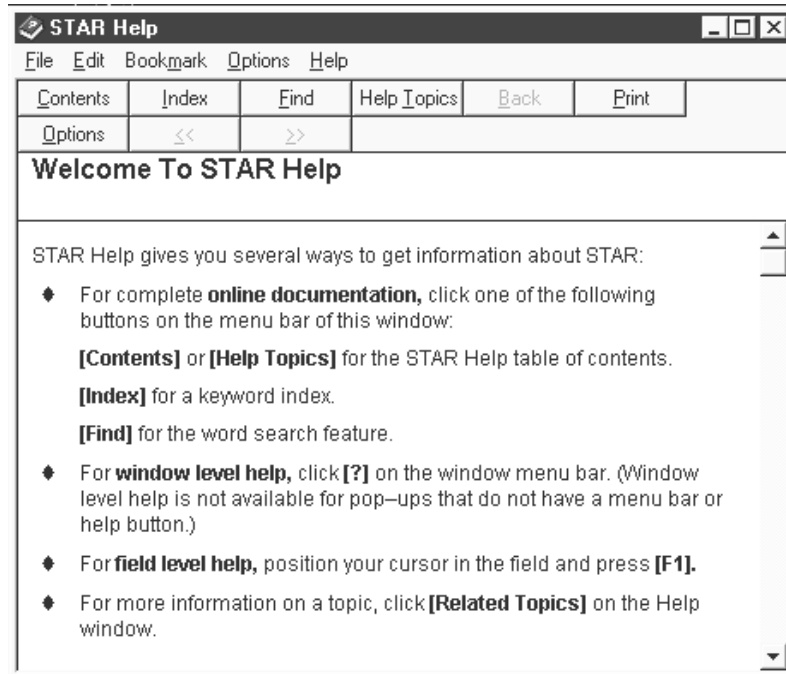 STAR Help
File Edit Bookmark Options Help
Contents Index Find Help Topics Back Print
Options << >>
Welcome To STAR Help
STAR Help gives you several ways to get information about STAR:
For complete online documentation, click one of the following
buttons on the menu bar of this window:
[Contents] or [Help Topics] for the STAR Help table of contents.
[Index] for a keyword index.
[Find] for the word search feature.
For window level help, click [?] on the window menu bar. (Window
level help is not available for pop–ups that do not have a menu bar or
help button.)
For field level help, position your cursor in the field and press [F1].
For more information on a topic, click [Related Topics] on the Help
window.